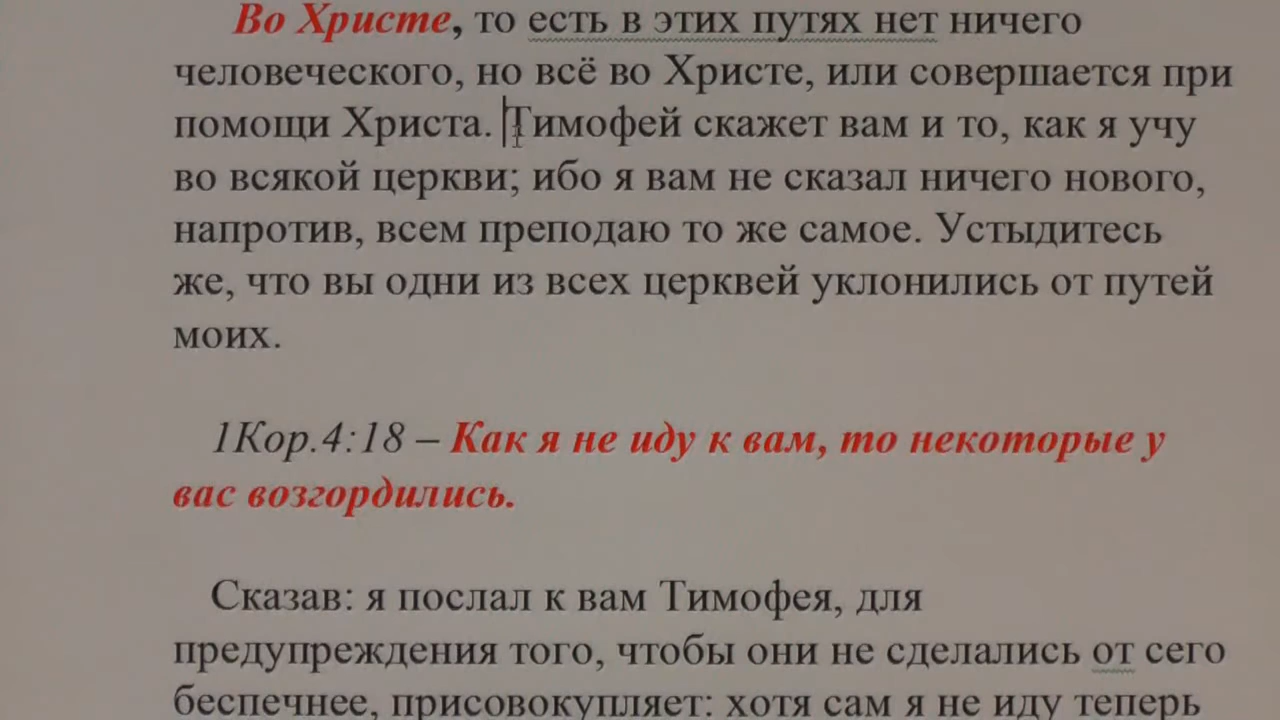 Во Христе, то есть в этих путях нет ничего
человеческого, но всё во Христе, или совершается при
помощи Христа. Тимофей скажет вам и то, как я учу
во всякой церкви; ибо я вам не сказал ничего нового,
напротив, всем преподаю то же самое. Устыдитесь
же, что вы одни из всех церквей уклонились от путей
моих.
1Кор.4:18 – Как я не иду к вам, то некоторые у
вас возгордились.
Сказав: я послал к вам Тимофея, для
предупреждения того, чтобы они не сделались от сего
беспечнее, присовокупляет: хотя сам я не иду теперь